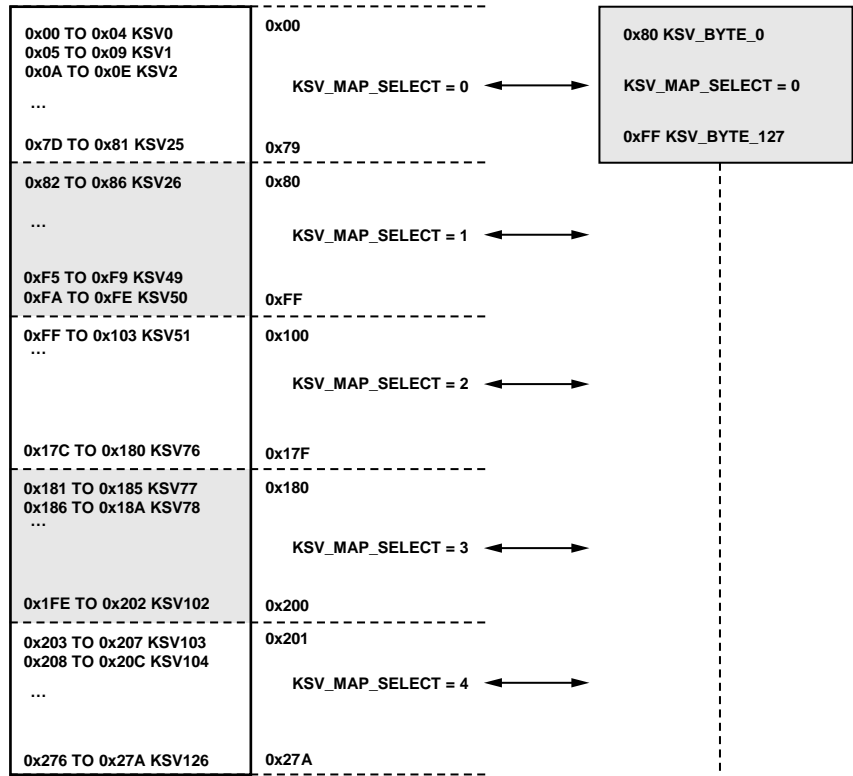 0x00 TO 0x04 KSV0
0x05 TO 0x09 KSV1
0x0A TO 0x0E KSV2
...
0x7D TO 0x81 KSV25
0x82 TO 0x86 KSV26
...
0xF5 TO 0xF9 KSV49
0xFA TO 0xFE KSV50
0xFF TO 0x103 KSV51
...
0x17C TO 0x180 KSV76
0x181 TO 0x185 KSV77
0x186 TO 0x18A KSV78
...
0x1FE TO 0x202 KSV102
0x203 TO 0x207 KSV103
0x208 TO 0x20C KSV104
...
0x276 TO 0x27A KSV126
0x00
KSV_MAP_SELECT = 0
0x79
0x80
KSV_MAP_SELECT = 1
0xFF
0x100
KSV_MAP_SELECT = 2
0x17F
0x180
KSV_MAP_SELECT = 3
0x200
0x201
KSV_MAP_SELECT = 4
0x27A
0x80 KSV_BYTE_0
KSV_MAP_SELECT = 0
0xFF KSV_BYTE_127